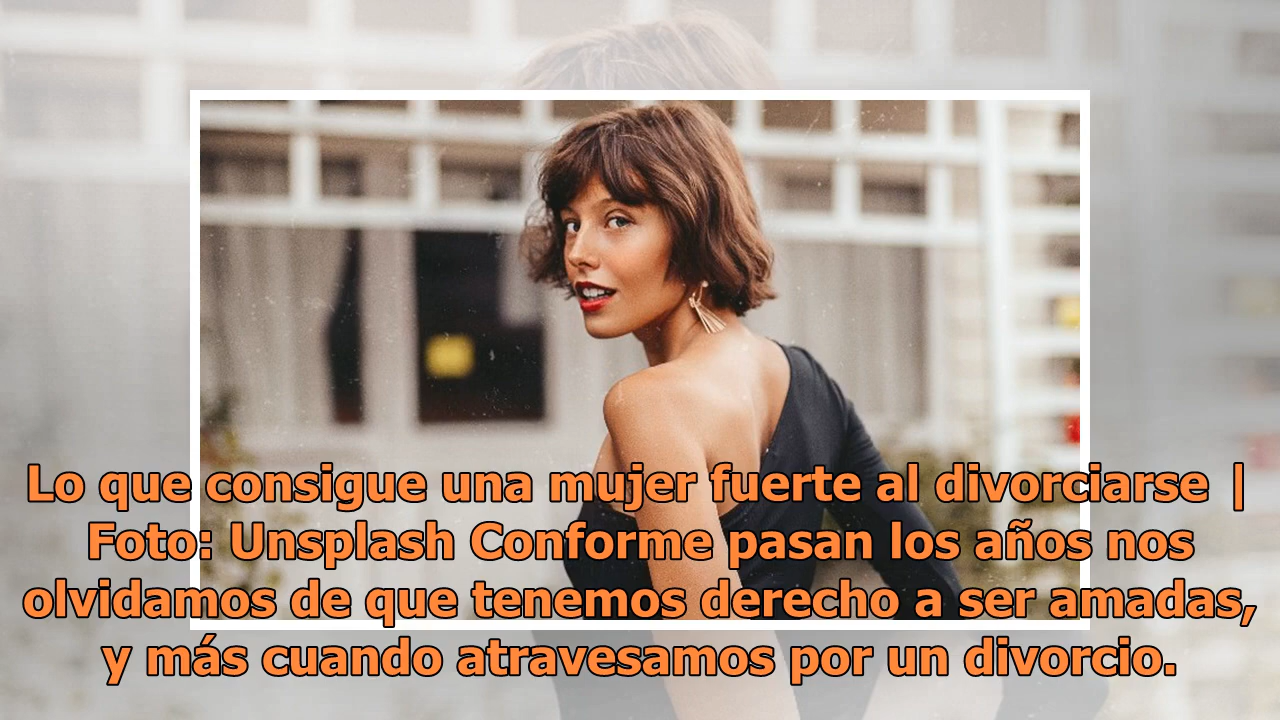 Lo que consigue una mujer fuerte al divorciarse |
Foto: Unsplash Conforme pasan los años nos
olvidamos de que tenemos derecho a ser amadas,
y más cuando atravesamos por un divorcio.